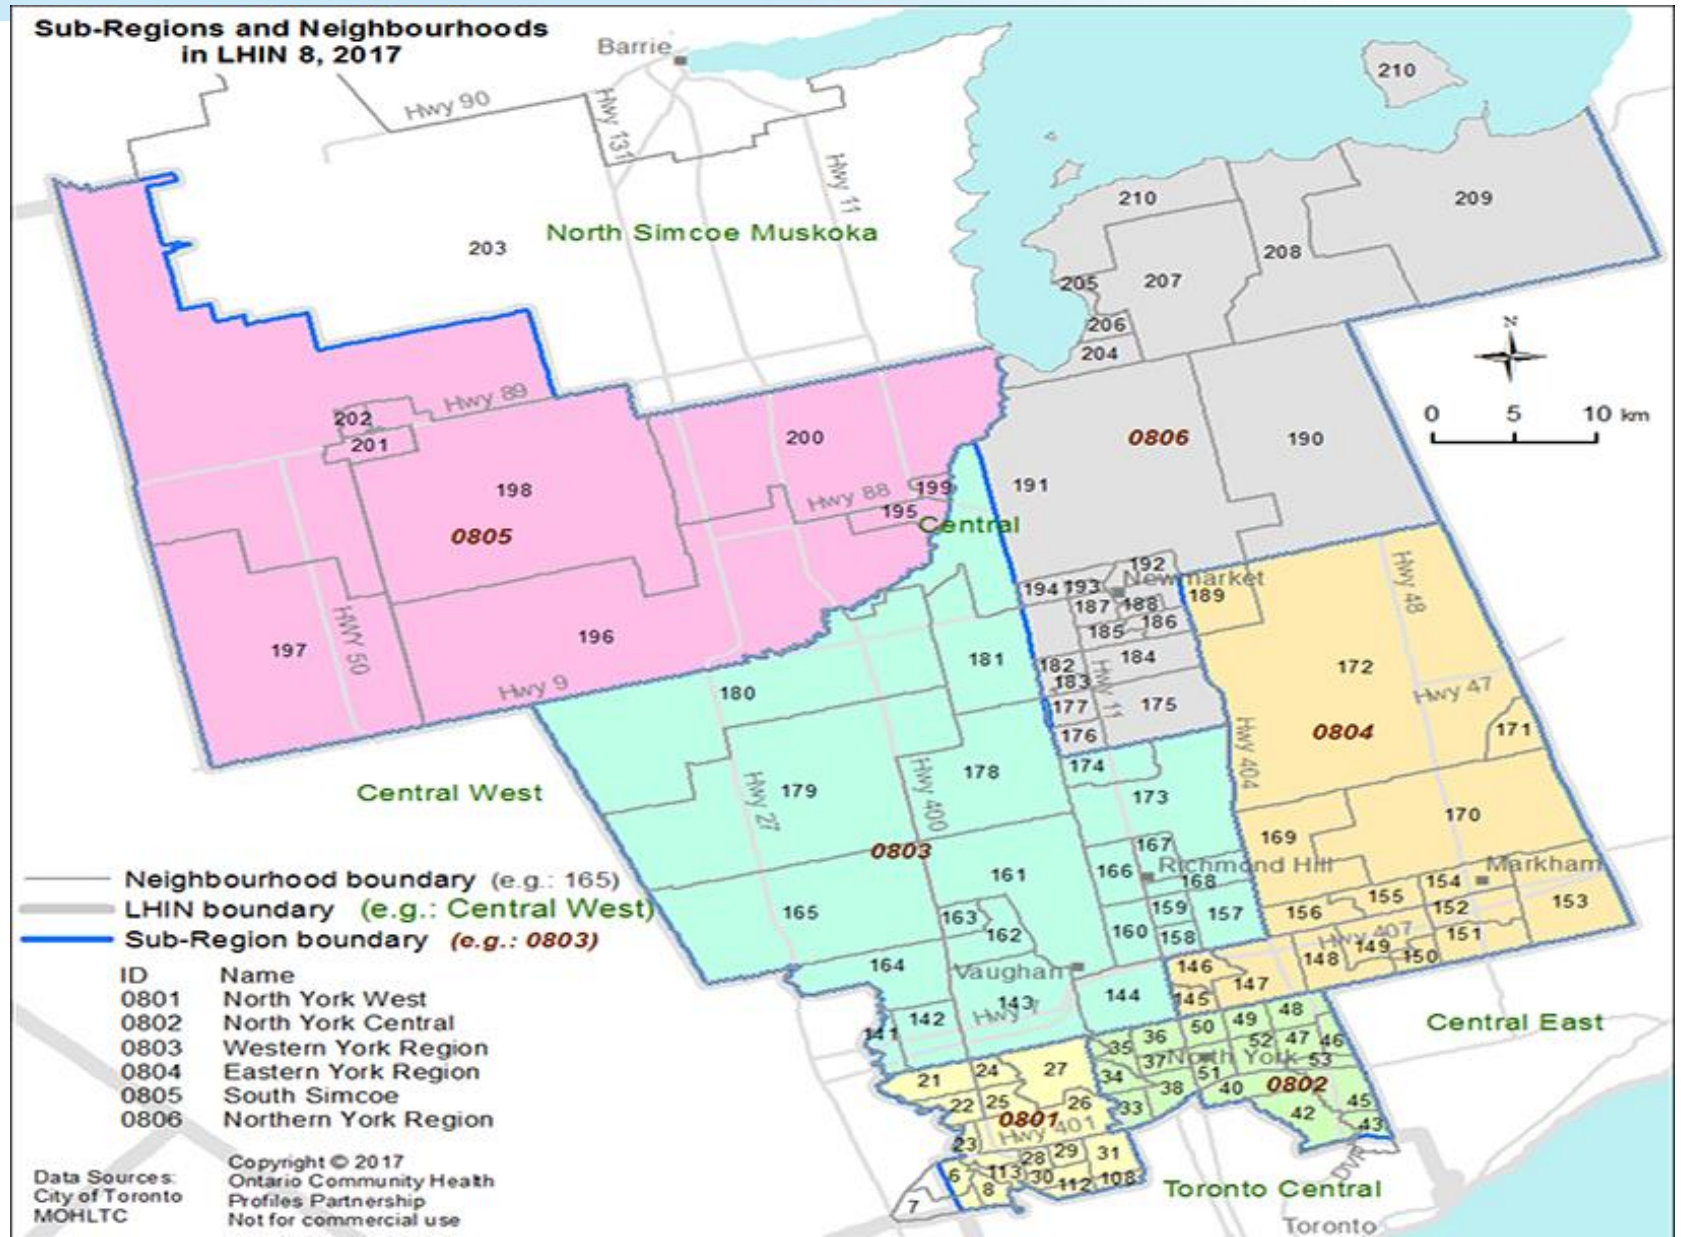 Sub-Regions and Neighbourhoods
in LHIN 8, 2017
Barrie
210
Hwy 90
Hwy 131
Hwy 11
210
209
203
North Simcoe Muskoka
208
205
207
206
204
N
0 5 10 km
Hwy 89
202
201
200
0806
190
198
Hwy 88
199
191
195
Central
0805
192
Newmarket
194
193
189
Hwy 48
187
188
186
185
HWY 50
197
196
181
182
184
172
183
Hwy 9
180
Hwy 11
Hwy 47
177
175
176
0804
171
Hwy 404
174
178
Central West
Hwy 27
179
Hwy 400
173
170
169
167
0803
166
Richmond Hill
Markham
161
168
154
155
165
163
159
157
156
152
153
162
160
158
Hwy 407
151
149
148
150
164
Vaughan
146
147
144
145
143
Hwy 7
142
141
48
49
50
36
35
52
47
46
37
North York
53
51
Central East
27
24
21
34
38
40
0802
22
25
26
33
42
45
43
0801
Hwy 401
23
28
29
31
6
113
30
112
108
8
7
DVP
Toronto Central
Toronto
Neighbourhood boundary (e.g.: 165)
LHIN boundary (e.g.: Central West)
Sub-Region boundary (e.g.: 0803)
ID Name
0801 North York West
0802 North York Central
0803 Western York Region
0804 Eastern York Region
0805 South Simcoe
0806 Northern York Region
Data Sources:
City of Toronto
MOHLTC
Copyright © 2017
Ontario Community Health
Profiles Partnership
Not for commercial use